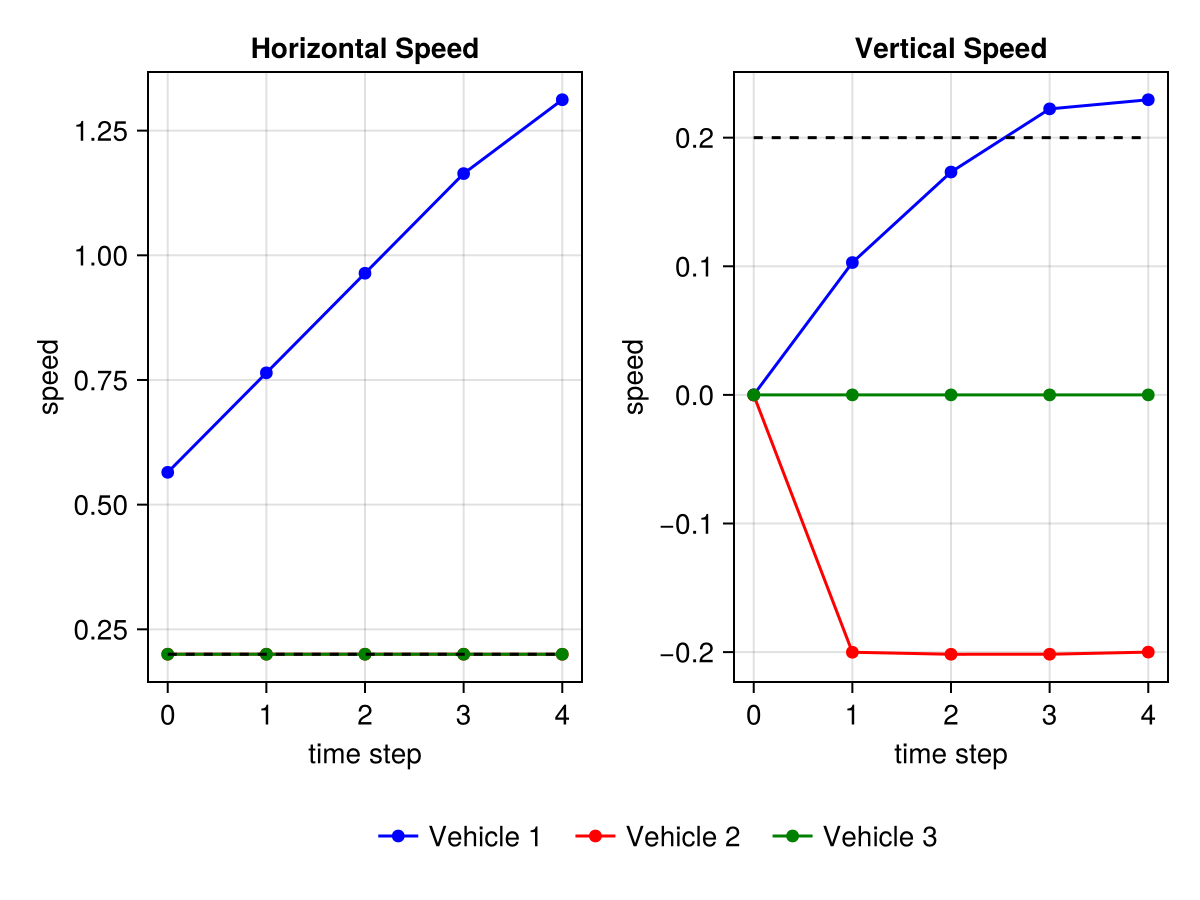 Horizontal Speed
1.25
1.00
0.75
0.50
0.25
speed
0 1 2 3 4
time step
Vertical Speed
0.2
0.1
0.0
−0.1
−0.2
speed
0 1 2 3 4
time step
Vehicle 1 Vehicle 2 Vehicle 3